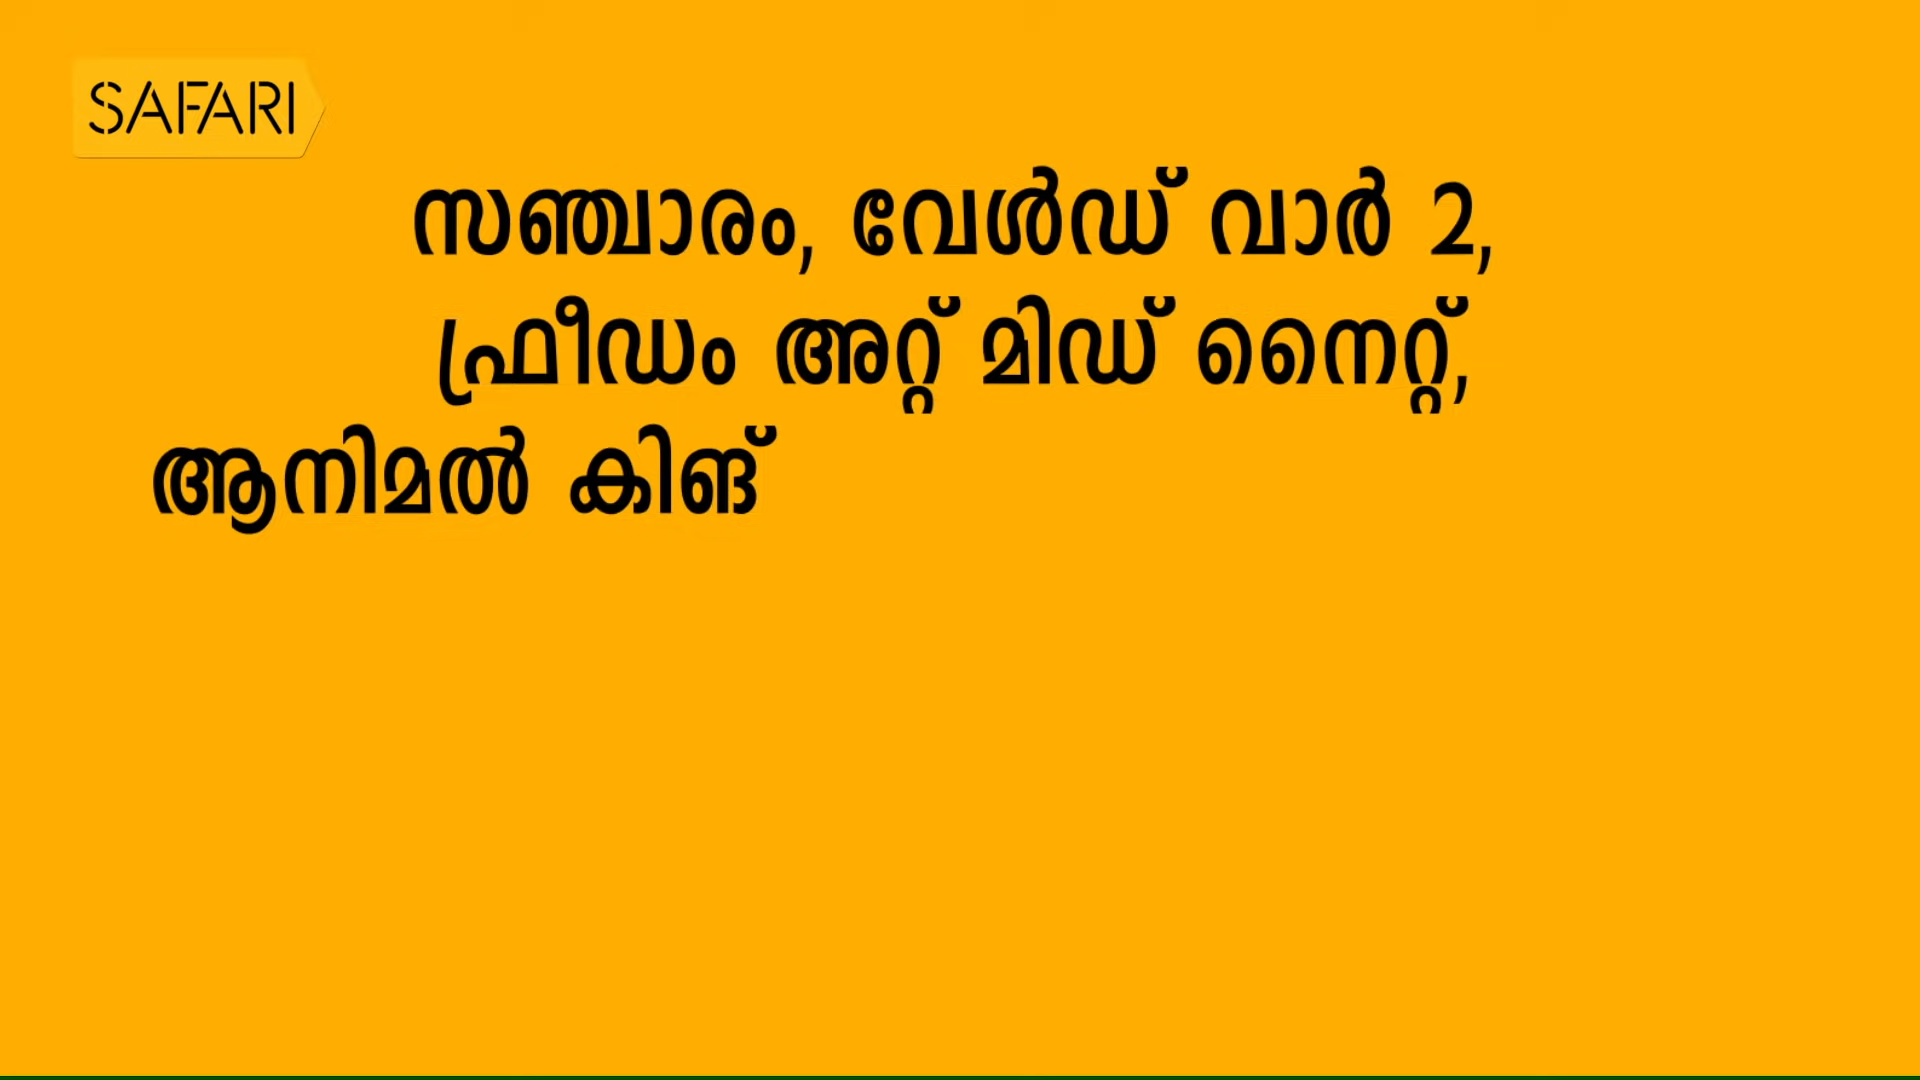 SAFARI
സഞ്ചാരം, വേൾഡ് വാർ 2,
ഫ്രീഡം അറ്റ് മിഡ് നൈറ്റ്,
ആനിമൽ കിങ്